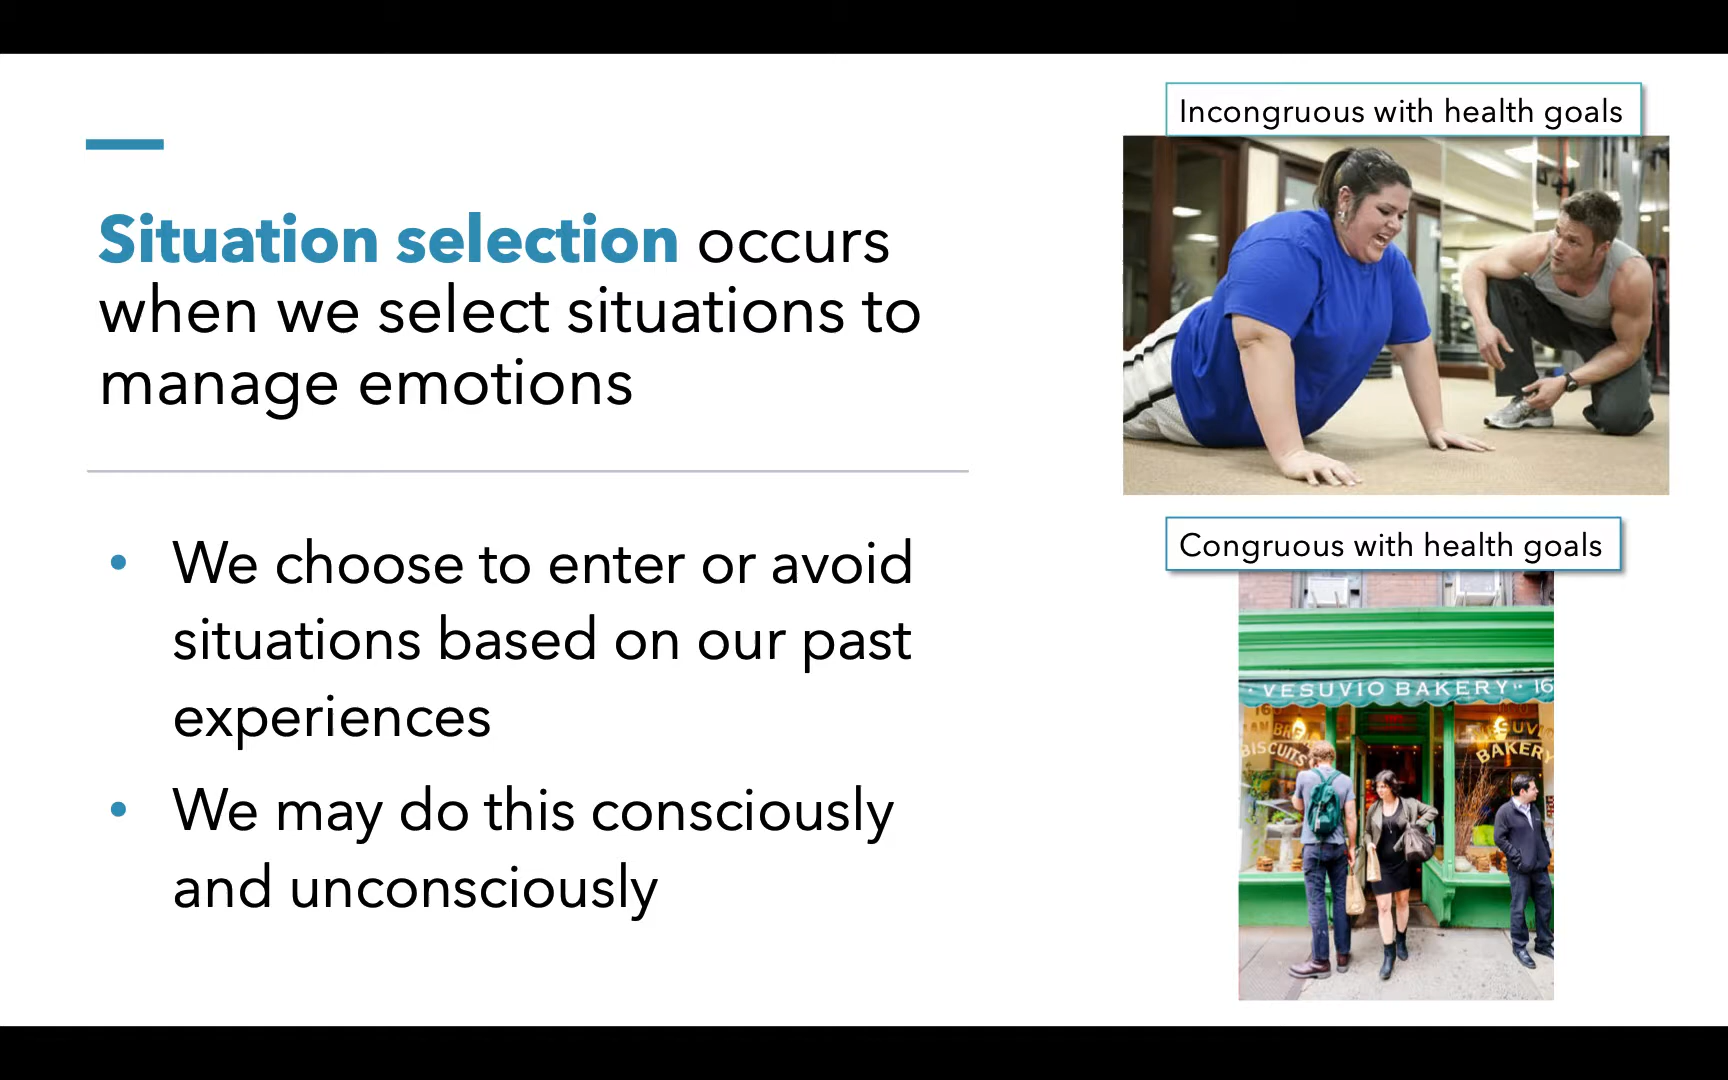 Incongruous with health goals
Situation selection occurs
when we select situations to
manage emotions
Congruous with health goals
• We choose to enter or avoid
situations based on our past
experiences
• We may do this consciously
and unconsciously
VESUVIO BAKERY
BISCUITS
BAKERY